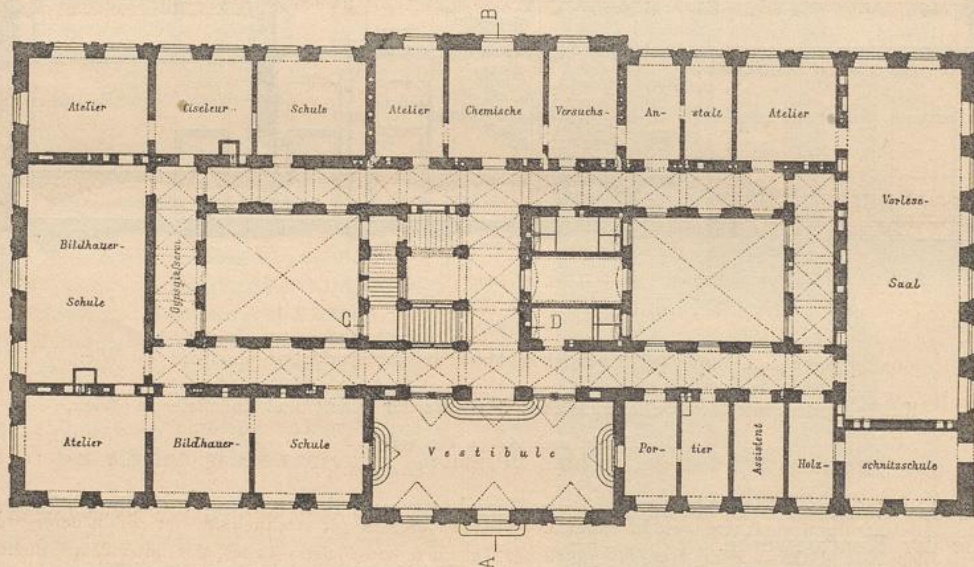 B
Atelier
Ciseleur
Schule
Atelier
Chemische
Versuchs-
An-
stalt
Atelier
Bildhauer-
Schule
Gypsgießerei
Vorlese-
Saal
C
D
Atelier
Bildhauer-
Schule
Vestibule
Por-
tier
Assistent
Holz-
schnitzschule
A